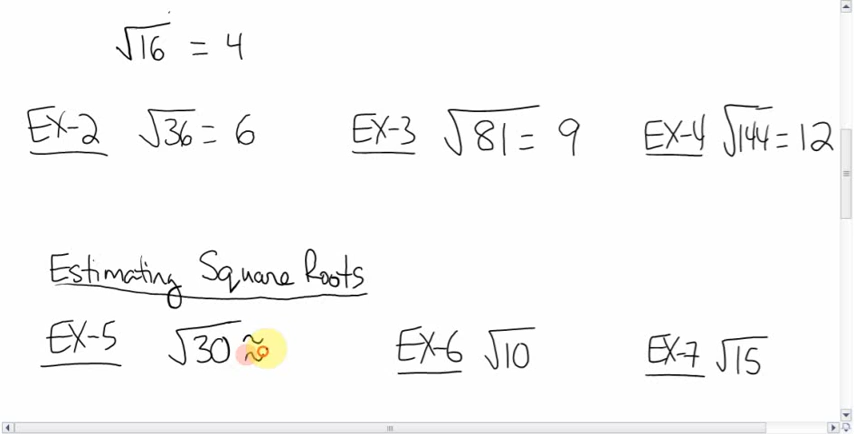 √16 = 4
EX-2 √36 = 6 EX-3 √81 = 9 EX-4 √144 = 12
Estimating Square Roots
EX-5 √30 ≈ EX-6 √10 EX-7 √15